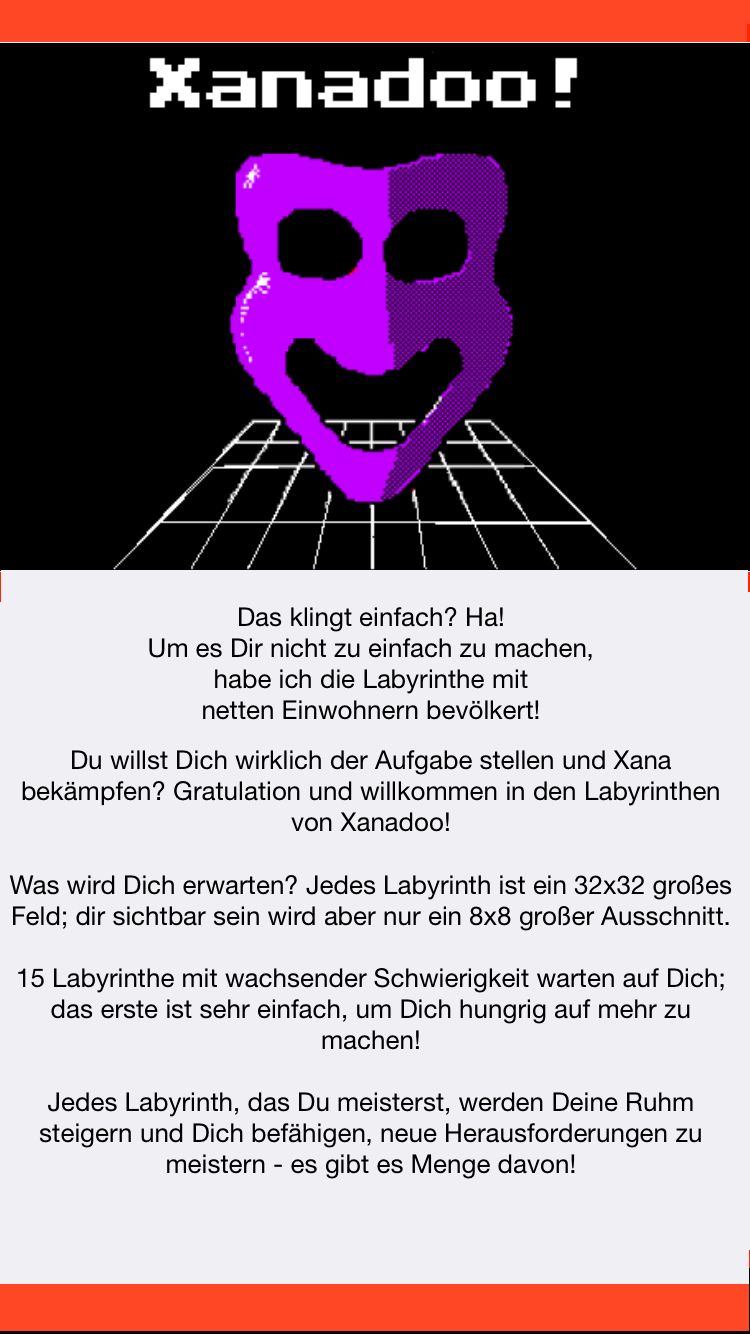 Xanadoo!
Das klingt einfach? Ha!
Um es Dir nicht zu einfach zu machen,
habe ich die Labyrinthe mit
netten Einwohnern bevölkert!
Du willst Dich wirklich der Aufgabe stellen und Xana
bekämpfen? Gratulation und willkommen in den Labyrinthen
von Xanadoo!
Was wird Dich erwarten? Jedes Labyrinth ist ein 32x32 großes
Feld; dir sichtbar sein wird aber nur ein 8x8 großer Ausschnitt.
15 Labyrinthe mit wachsender Schwierigkeit warten auf Dich;
das erste ist sehr einfach, um Dich hungrig auf mehr zu
machen!
Jedes Labyrinth, das Du meisterst, werden Deine Ruhm
steigern und Dich befähigen, neue Herausforderungen zu
meistern - es gibt es Menge davon!